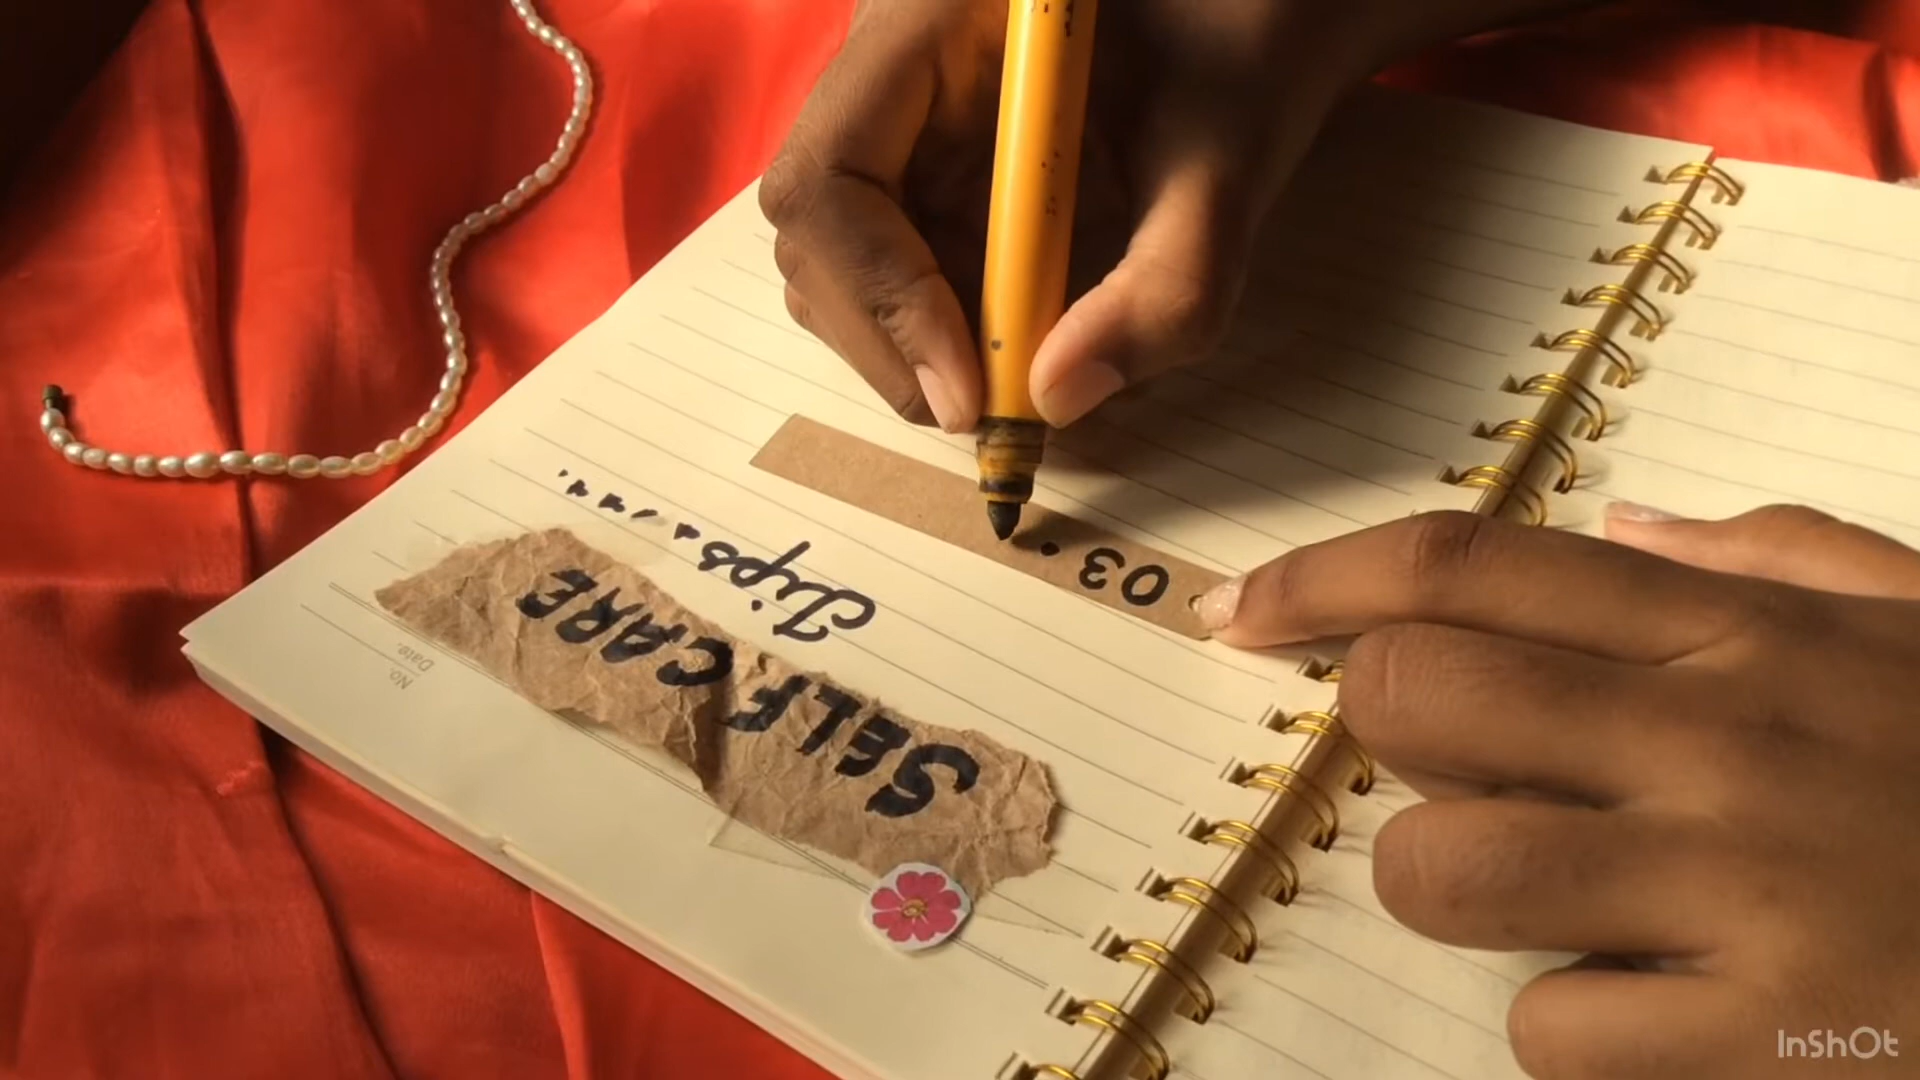 No.
Date.
SELF CARE
Tips....
03.
InShOt